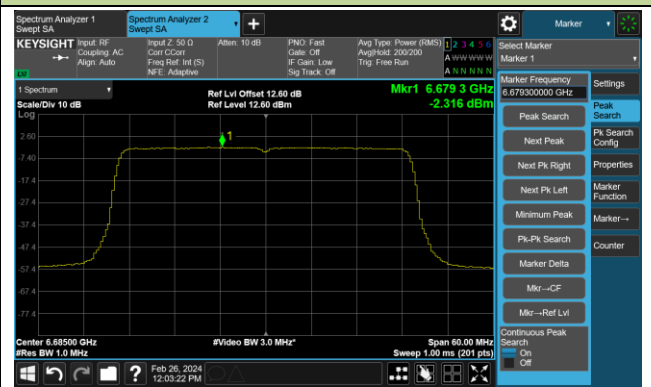 Spectrum Analyzer 1
Swept SA
Spectrum Analyzer 2
Swept SA
Marker
KEYSIGHT
Input: RF
Coupling: AC
Align: Auto
Input Z: 50 Ω
Corr CCorr
Freq Ref: Int (S)
NFE: Adaptive
Atten: 10 dB
PNO: Fast
Gate: Off
IF Gain: Low
Sig Track: Off
Avg Type: Power (RMS)
Avg|Hold: 200/200
Trig: Free Run
1 2 3 4 5 6
A W W W W W
A N N N N N
LXI
Select Marker
Marker 1
Marker Frequency
6.679300000 GHz
Settings
Peak Search
Next Peak
Next Pk Right
Next Pk Left
Minimum Peak
Pk-Pk Search
Marker Delta
Mkr→CF
Mkr→Ref Lvl
Continuous Peak
Search
On
Off
Peak
Search
Pk Search
Config
Properties
Marker
Function
Marker→
Counter
1 Spectrum
Scale/Div 10 dB
Log
Ref Lvl Offset 12.60 dB
Ref Level 12.60 dBm
Mkr1 6.679 3 GHz
-2.316 dBm
1
2.60
-7.40
-17.4
-27.4
-37.4
-47.4
-57.4
-67.4
-77.4
Center 6.68500 GHz
#Res BW 1.0 MHz
#Video BW 3.0 MHz*
Span 60.00 MHz
Sweep 1.00 ms (201 pts)
Feb 26, 2024
12:03:22 PM